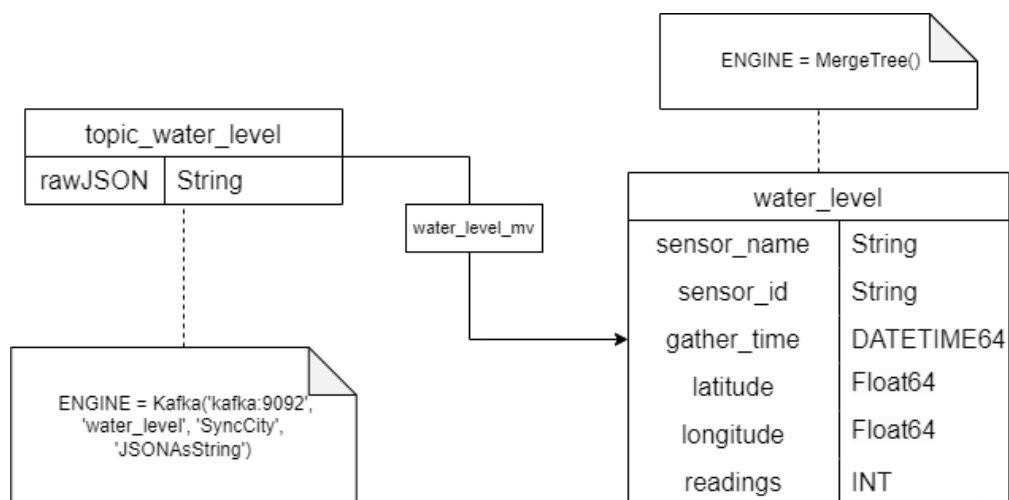 ENGINE = MergeTree()
topic_water_level
rawJSON String
water_level_mv
ENGINE = Kafka('kafka:9092',
'water_level', 'SyncCity',
'JSONAsString')
water_level
sensor_name String
sensor_id String
gather_time DATETIME64
latitude Float64
longitude Float64
readings INT